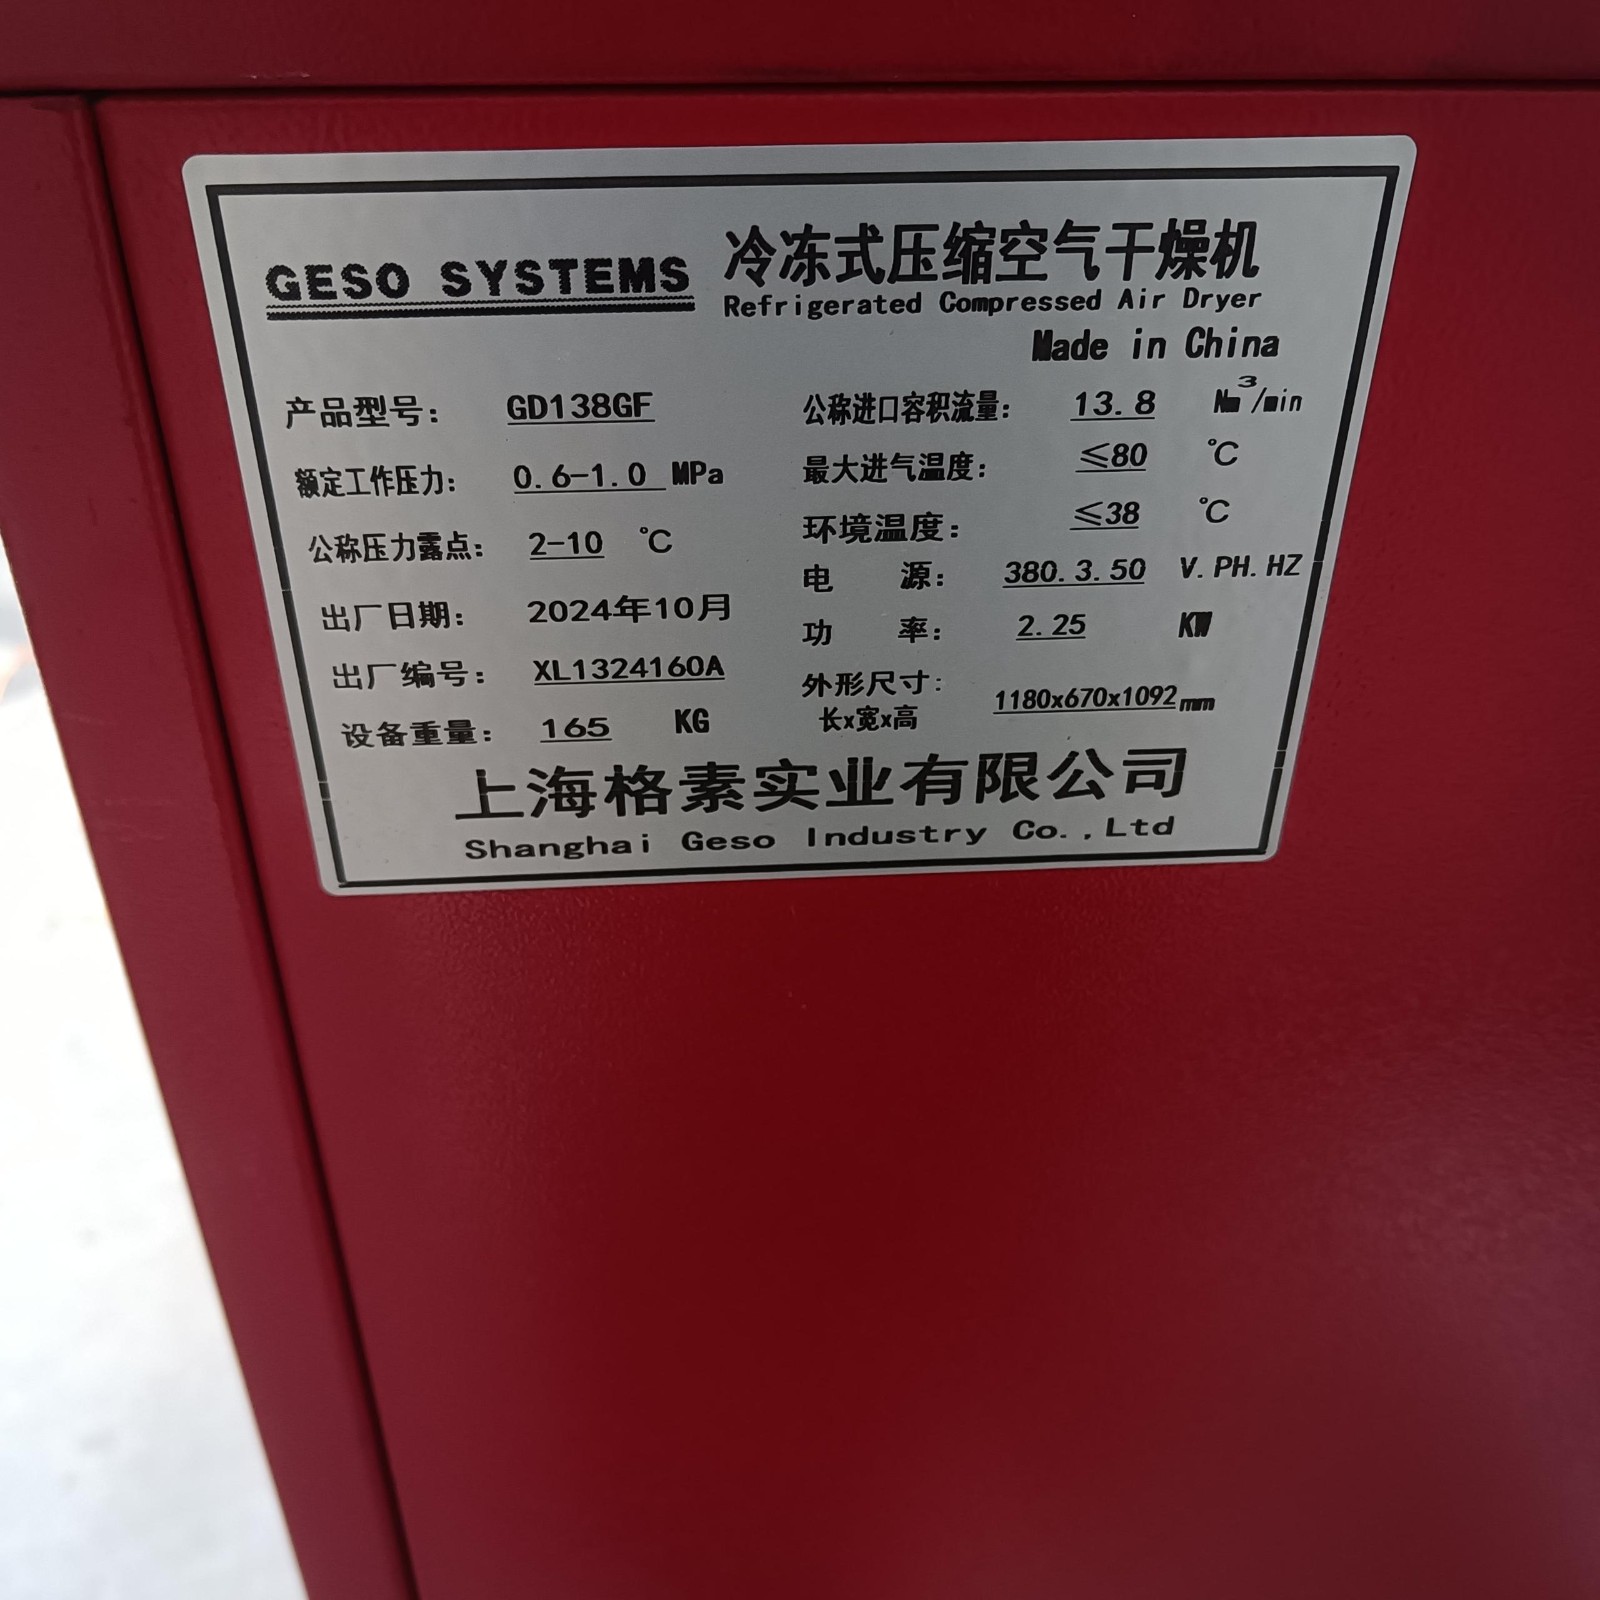 GESO SYSTEMS
冷冻式压缩空气干燥机
Refrigerated Compressed Air Dryer
Made in China
产品型号: GD138GF
公称进口容积流量: 13.8 Nm³/min
额定工作压力: 0.6-1.0 MPa
最大进气温度: ≤80 ℃
公称压力露点: 2-10 ℃
环境温度: ≤38 ℃
电 源: 380.3.50 V.PH.HZ
出厂日期: 2024年10月
功 率: 2.25 KW
出厂编号: XL1324160A
外形尺寸: 1180x670x1092mm
长x宽x高
设备重量: 165 KG
上海格素实业有限公司
Shanghai Geso Industry Co.,Ltd